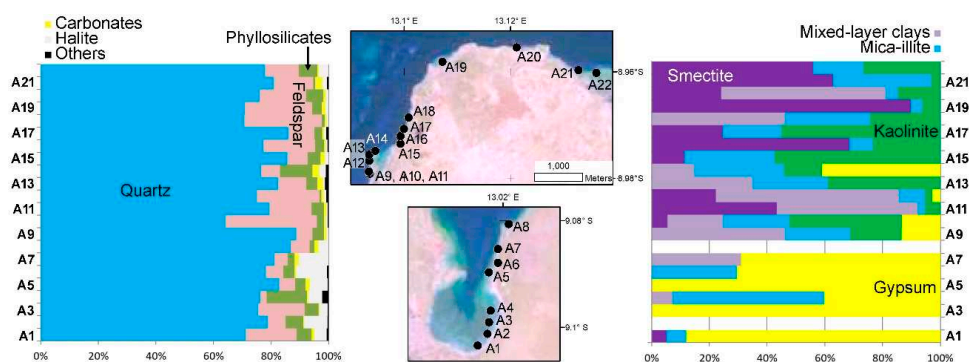 Carbonates
Halite
Others
Phyllosilicates
Feldspar
Quartz
A21
A19
A17
A15
A13
A11
A9
A7
A5
A3
A1
0% 20% 40% 60% 80% 100%
13.1° E 13.12° E
A20
A19
A21
A22
8.96° S
A18
A17
A14
A16
A13
A15
A12
A9, A10, A11
1,000
Meters
8.98° S
13.02° E
9.08° S
A8
A7
A6
A5
A4
A3
A2
A1
9.1° S
Mixed-layer clays
Mica-illite
Smectite
Kaolinite
Gypsum
A21
A19
A17
A15
A13
A11
A9
A7
A5
A3
A1
0% 20% 40% 60% 80% 100%